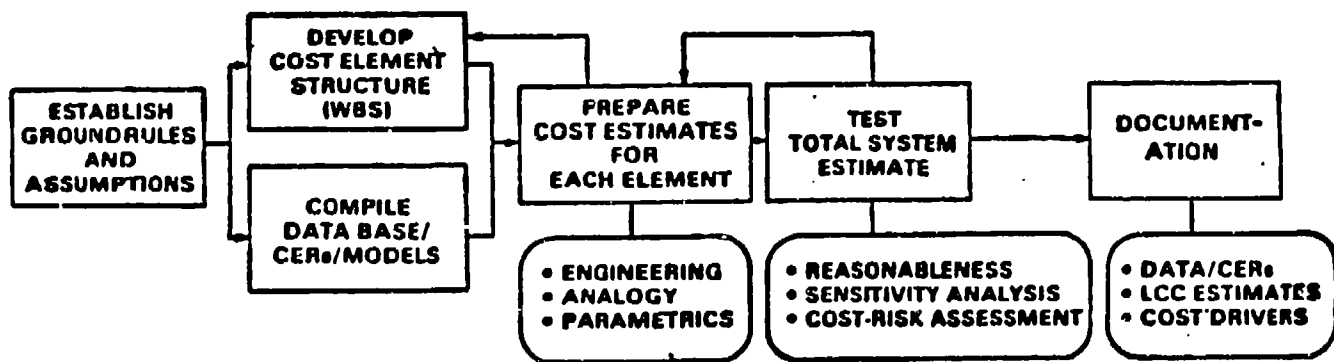 ESTABLISH
GROUNDRULES
AND
ASSUMPTIONS
DEVELOP
COST ELEMENT
STRUCTURE
(WBS)
COMPILE
DATA BASE/
CERs/MODELS
PREPARE
COST ESTIMATES
FOR
EACH ELEMENT
• ENGINEERING
• ANALOGY
• PARAMETRICS
TEST
TOTAL SYSTEM
ESTIMATE
• REASONABLENESS
• SENSITIVITY ANALYSIS
• COST-RISK ASSESSMENT
DOCUMENT-
ATION
• DATA/CERs
• LCC ESTIMATES
• COST DRIVERS